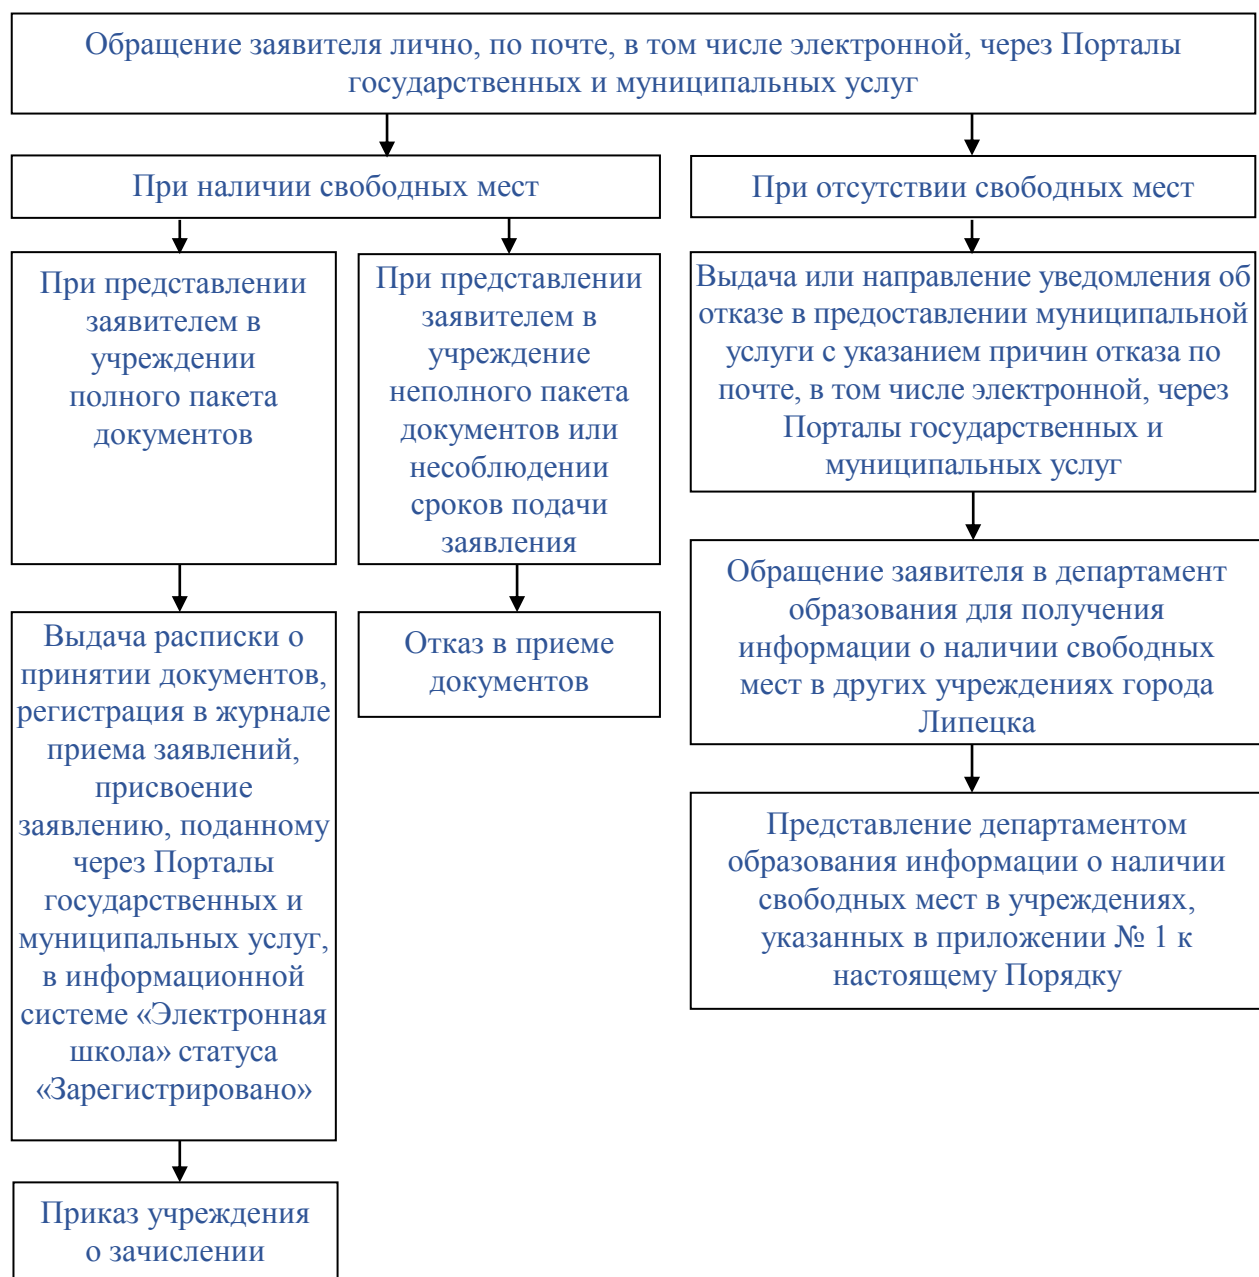 Обращение заявителя лично, по почте, в том числе электронной, через Порталы
государственных и муниципальных услуг
При наличии свободных мест
При отсутствии свободных мест
При представлении
заявителем в
учреждении
полного пакета
документов
При представлении
заявителем в
учреждение
неполного пакета
документов или
несоблюдении
сроков подачи
заявления
Выдача или направление уведомления об
отказе в предоставлении муниципальной
услуги с указанием причин отказа по
почте, в том числе электронной, через
Порталы государственных и
муниципальных услуг
Выдача расписки о
принятии документов,
регистрация в журнале
приема заявлений,
присвоение
заявлению, поданному
через Порталы
государственных и
муниципальных услуг,
в информационной
системе «Электронная
школа» статуса
«Зарегистрировано»
Отказ в приеме
документов
Обращение заявителя в департамент
образования для получения
информации о наличии свободных
мест в других учреждениях города
Липецка
Представление департаментом
образования информации о наличии
свободных мест в учреждениях,
указанных в приложении № 1 к
настоящему Порядку
Приказ учреждения
о зачислении